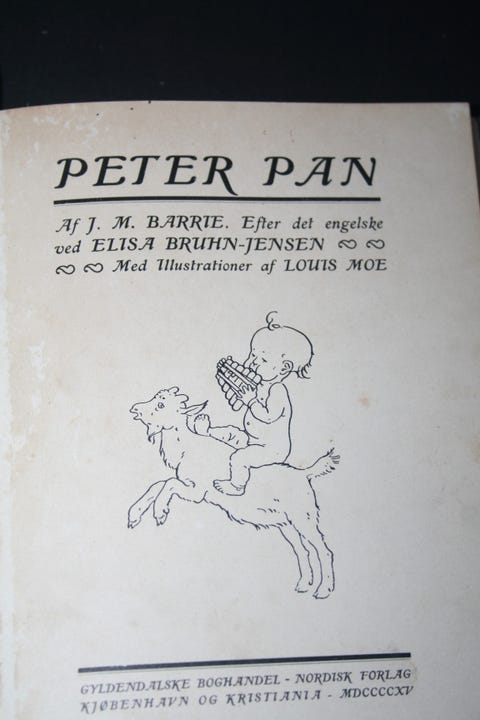 PETER PAN
Af J. M. BARRIE. Efter det engelske
ved ELISA BRUHN-JENSEN
Med Illustrationer af LOUIS MOE
GYLDENDALSKE BOGHANDEL - NORDISK FORLAG
KJØBENHAVN OG KRISTIANIA - MDCCCCXV